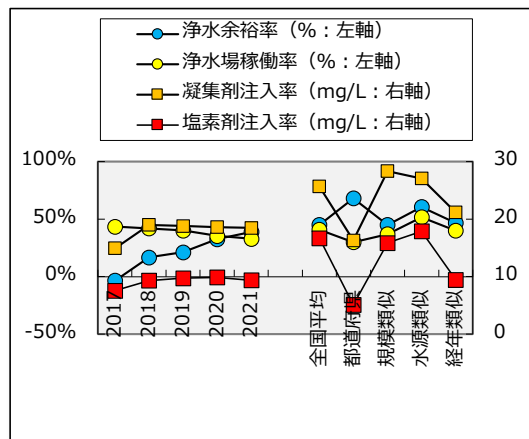 浄水余裕率（%：左軸）
浄水場稼働率（%：左軸）
凝集剤注入率（mg/L：右軸）
塩素剤注入率（mg/L：右軸）
100%
50%
0%
-50%
30
20
10
0
2017
2018
2019
2020
2021
全国平均
都道府県
規模類似
水源類似
経年類似